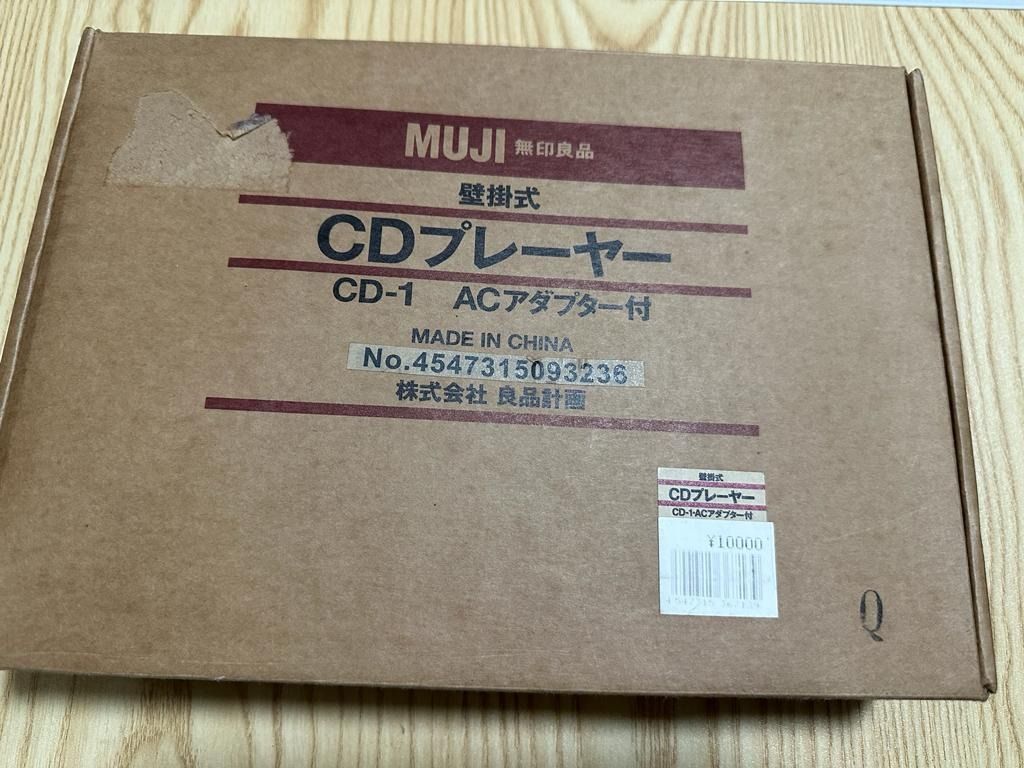 MUJI 無印良品
壁掛式
CDプレーヤー
CD-1 ACアダプター付
MADE IN CHINA
No.4547315093236
株式会社 良品計画
壁掛式
CDプレーヤー
CD-1・ACアダプター付
¥10000
Q